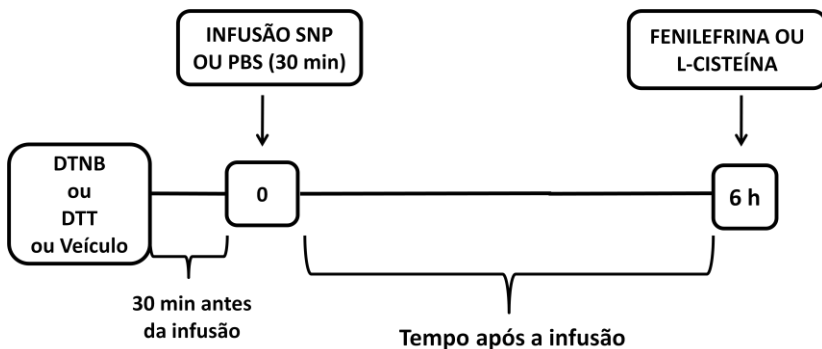 INFUSÃO SNP
OU PBS (30 min)
FENILEFRINA OU
L-CISTEÍNA
DTNB
ou
DTT
ou Veículo
0
6 h
30 min antes
da infusão
Tempo após a infusão